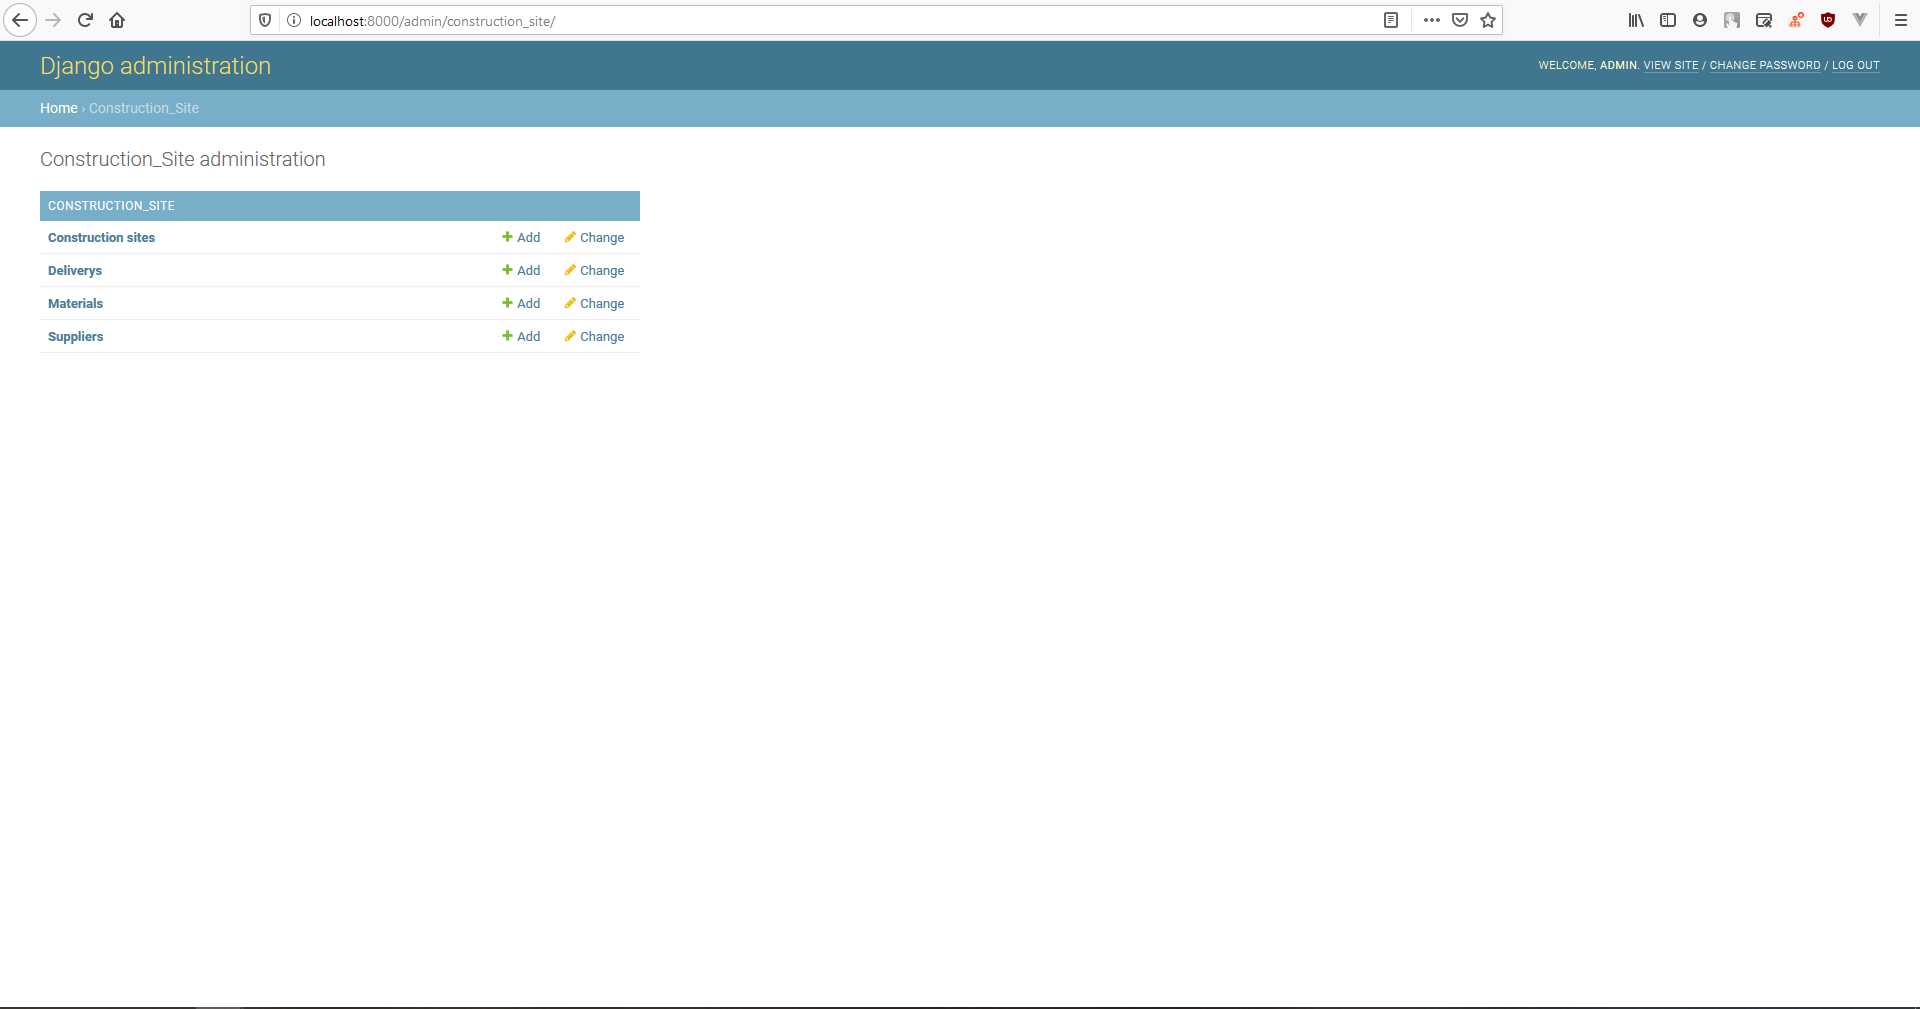 localhost:8000/admin/construction_site/
Django administration
WELCOME, ADMIN. VIEW SITE / CHANGE PASSWORD / LOG OUT
Home › Construction_Site
Construction_Site administration
CONSTRUCTION_SITE
Construction sites Add Change
Deliverys Add Change
Materials Add Change
Suppliers Add Change